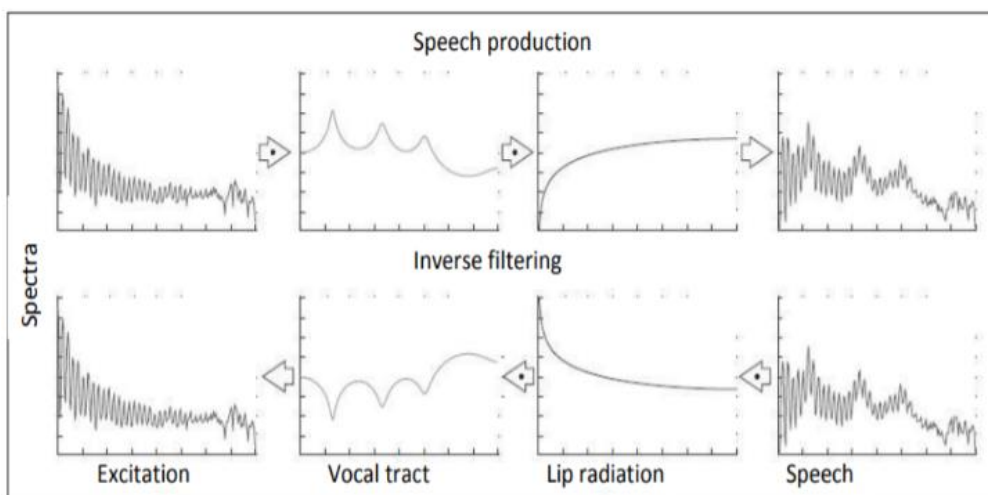 Speech production
Inverse filtering
Spectra
Excitation
Vocal tract
Lip radiation
Speech